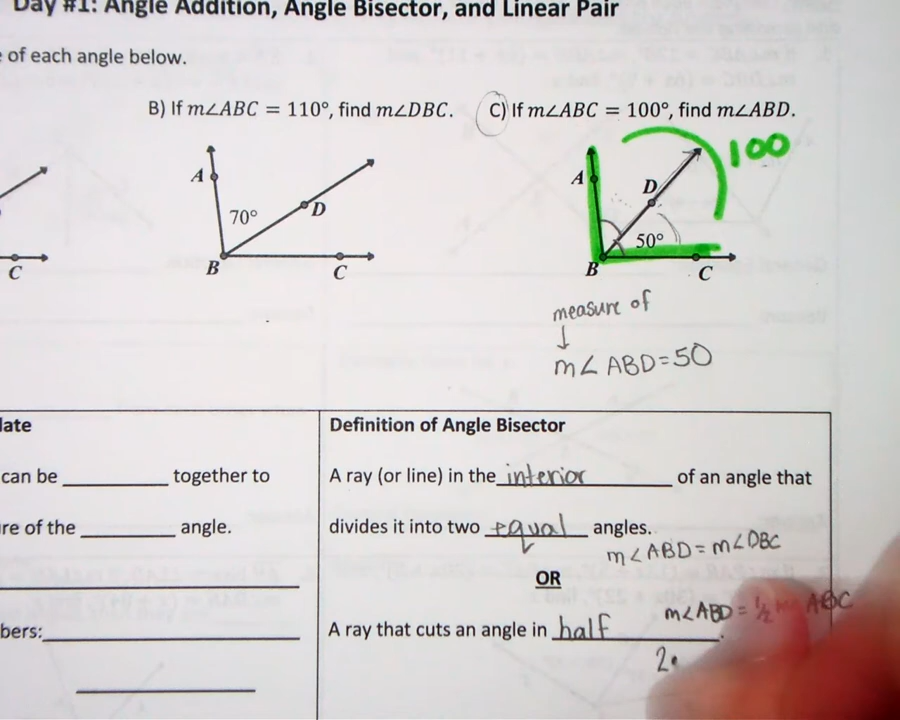 Day #1: Angle Addition, Angle Bisector, and Linear Pair
of each angle below.
B) If m∠ABC = 110°, find m∠DBC.
C) If m∠ABC = 100°, find m∠ABD.
C
A
70°
D
B
C
100
A
D
50°
B
C
measure of
↓
m∠ABD=50
late
can be ________ together to
re of the ________ angle.
bers:
Definition of Angle Bisector
A ray (or line) in the interior of an angle that
divides it into two equal angles.
m∠ABD = m∠DBC
OR
m∠ABD = ½ m ABC
A ray that cuts an angle in half.
2